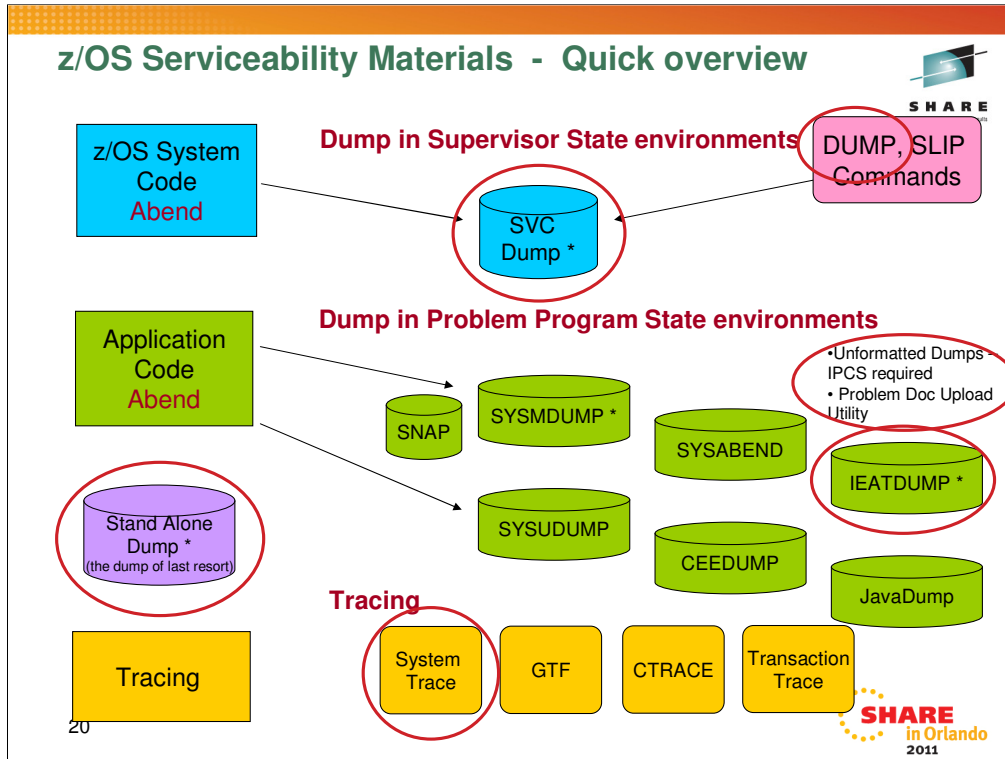 z/OS Serviceability Materials - Quick overview
SHARE
z/OS System
Code
Abend
Dump in Supervisor State environments
DUMP, SLIP
Commands
SVC
Dump *
Application
Code
Abend
Dump in Problem Program State environments
•Unformatted Dumps -
IPCS required
• Problem Doc Upload
Utility
SNAP
SYSMDUMP *
SYSABEND
IEATDUMP *
Stand Alone
Dump *
(the dump of last resort)
SYSUDUMP
CEEDUMP
JavaDump
Tracing
Tracing
System
Trace
GTF
CTRACE
Transaction
Trace
20
SHARE
in Orlando
2011